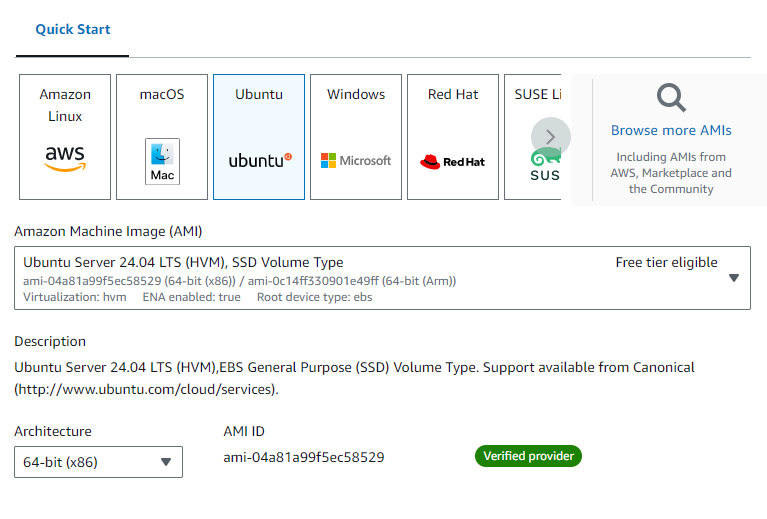 Quick Start
Amazon Linux
aws
macOS
Mac
Ubuntu
ubuntu
Windows
Microsoft
Red Hat
Red Hat
SUSE Li
SUS
Browse more AMIs
Including AMIs from
AWS, Marketplace and
the Community
Amazon Machine Image (AMI)
Ubuntu Server 24.04 LTS (HVM), SSD Volume Type
Free tier eligible
ami-04a81a99f5ec58529 (64-bit (x86)) / ami-0c14ff330901e49ff (64-bit (Arm))
Virtualization: hvm ENA enabled: true Root device type: ebs
Description
Ubuntu Server 24.04 LTS (HVM),EBS General Purpose (SSD) Volume Type. Support available from Canonical
(http://www.ubuntu.com/cloud/services).
Architecture
AMI ID
64-bit (x86)
ami-04a81a99f5ec58529
Verified provider